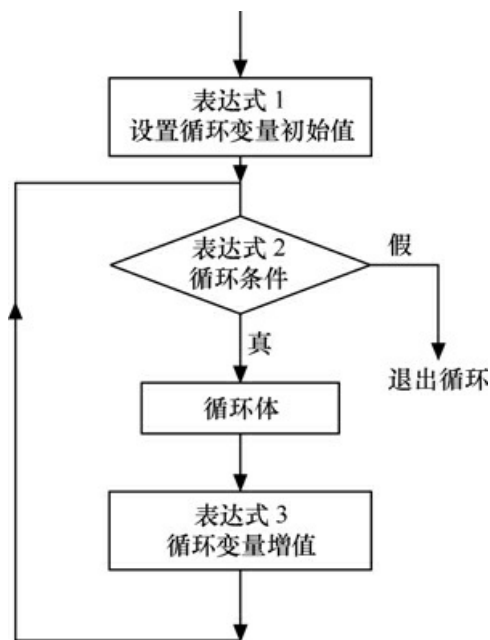 表达式 1
设置循环变量初始值
表达式 2
循环条件
假
真
退出循环
循环体
表达式 3
循环变量增值